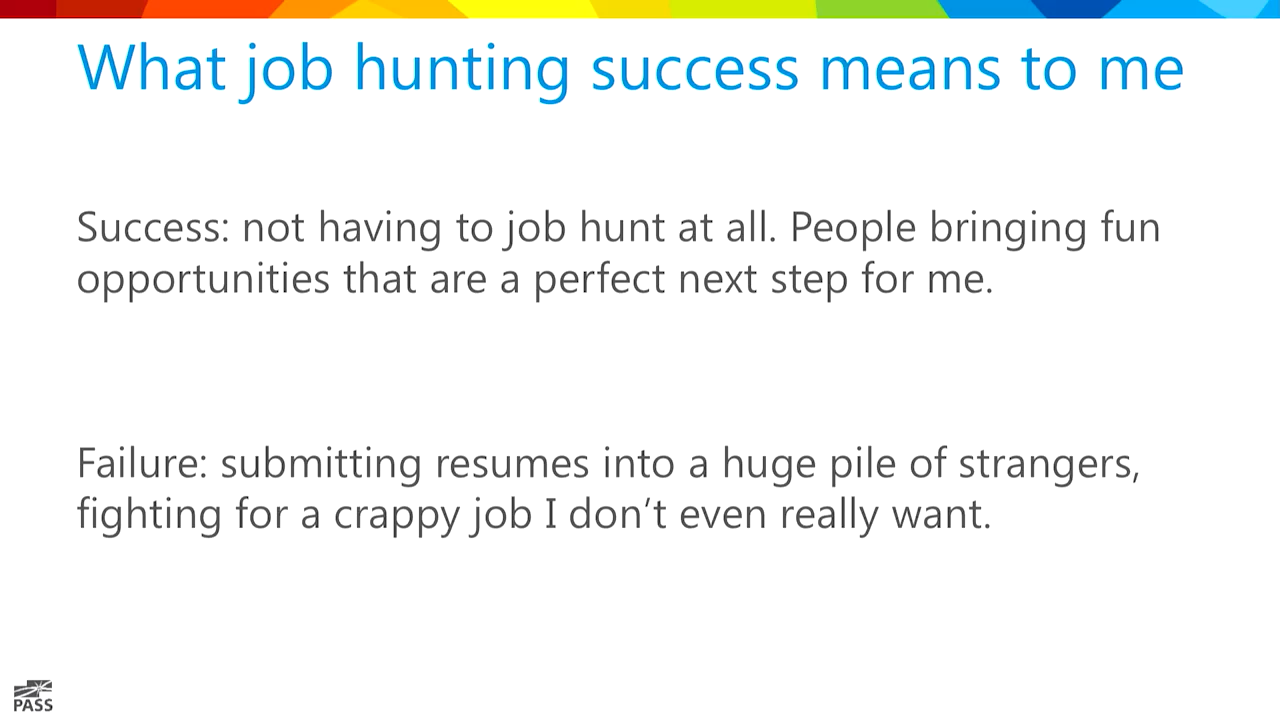 What job hunting success means to me
Success: not having to job hunt at all. People bringing fun
opportunities that are a perfect next step for me.
Failure: submitting resumes into a huge pile of strangers,
fighting for a crappy job I don’t even really want.
PASS